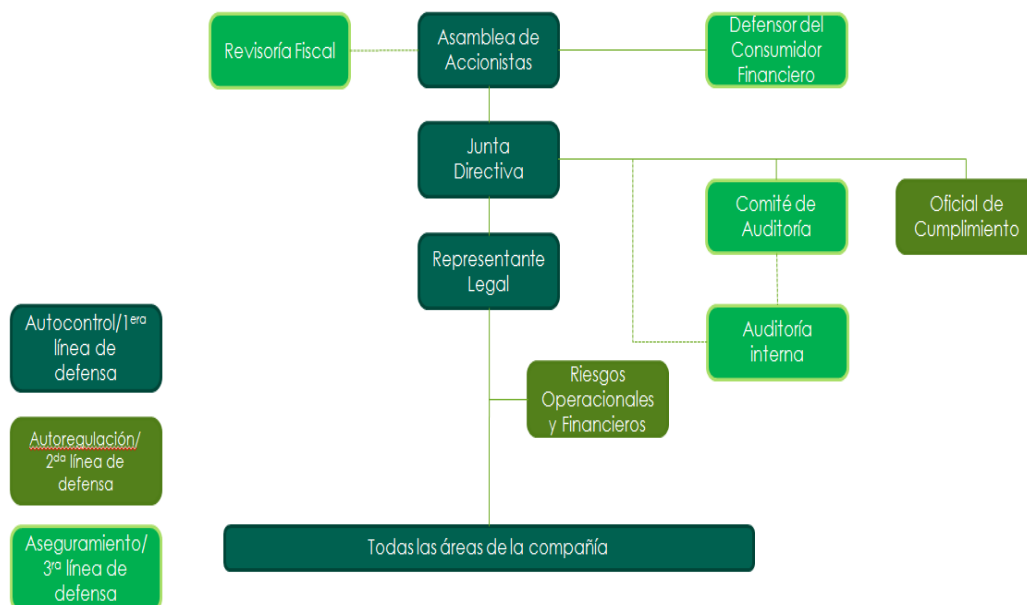 Revisoría Fiscal
Asamblea de
Accionistas
Defensor del
Consumidor
Financiero
Junta
Directiva
Comité de
Auditoría
Oficial de
Cumplimiento
Representante
Legal
Autocontrol/1era
línea de
defensa
Auditoría
interna
Riesgos
Operacionales
y Financieros
Autoregulación/
2da línea de
defensa
Aseguramiento/
3ra línea de
defensa
Todas las áreas de la compañía